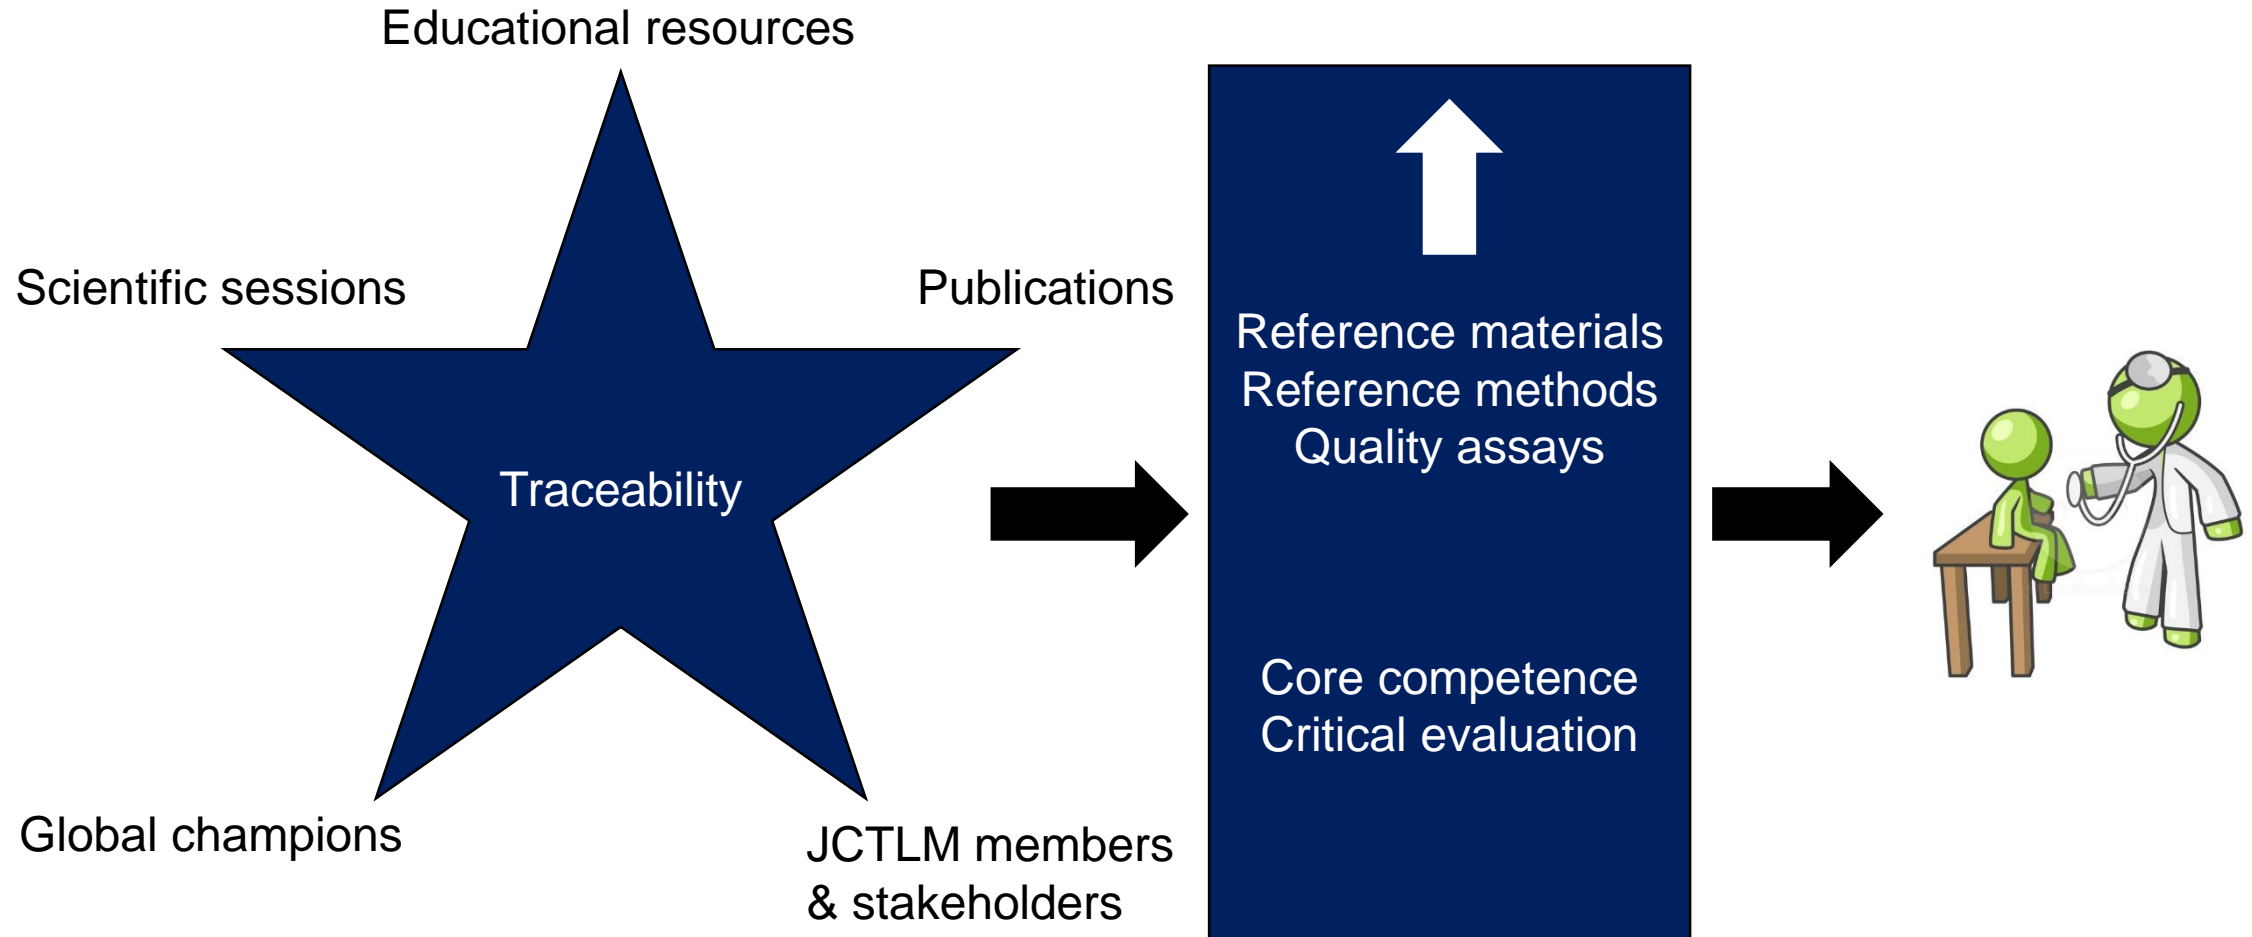 Educational resources
Scientific sessions
Publications
Traceability
Global champions
JCTLM members
& stakeholders
Reference materials
Reference methods
Quality assays
Core competence
Critical evaluation